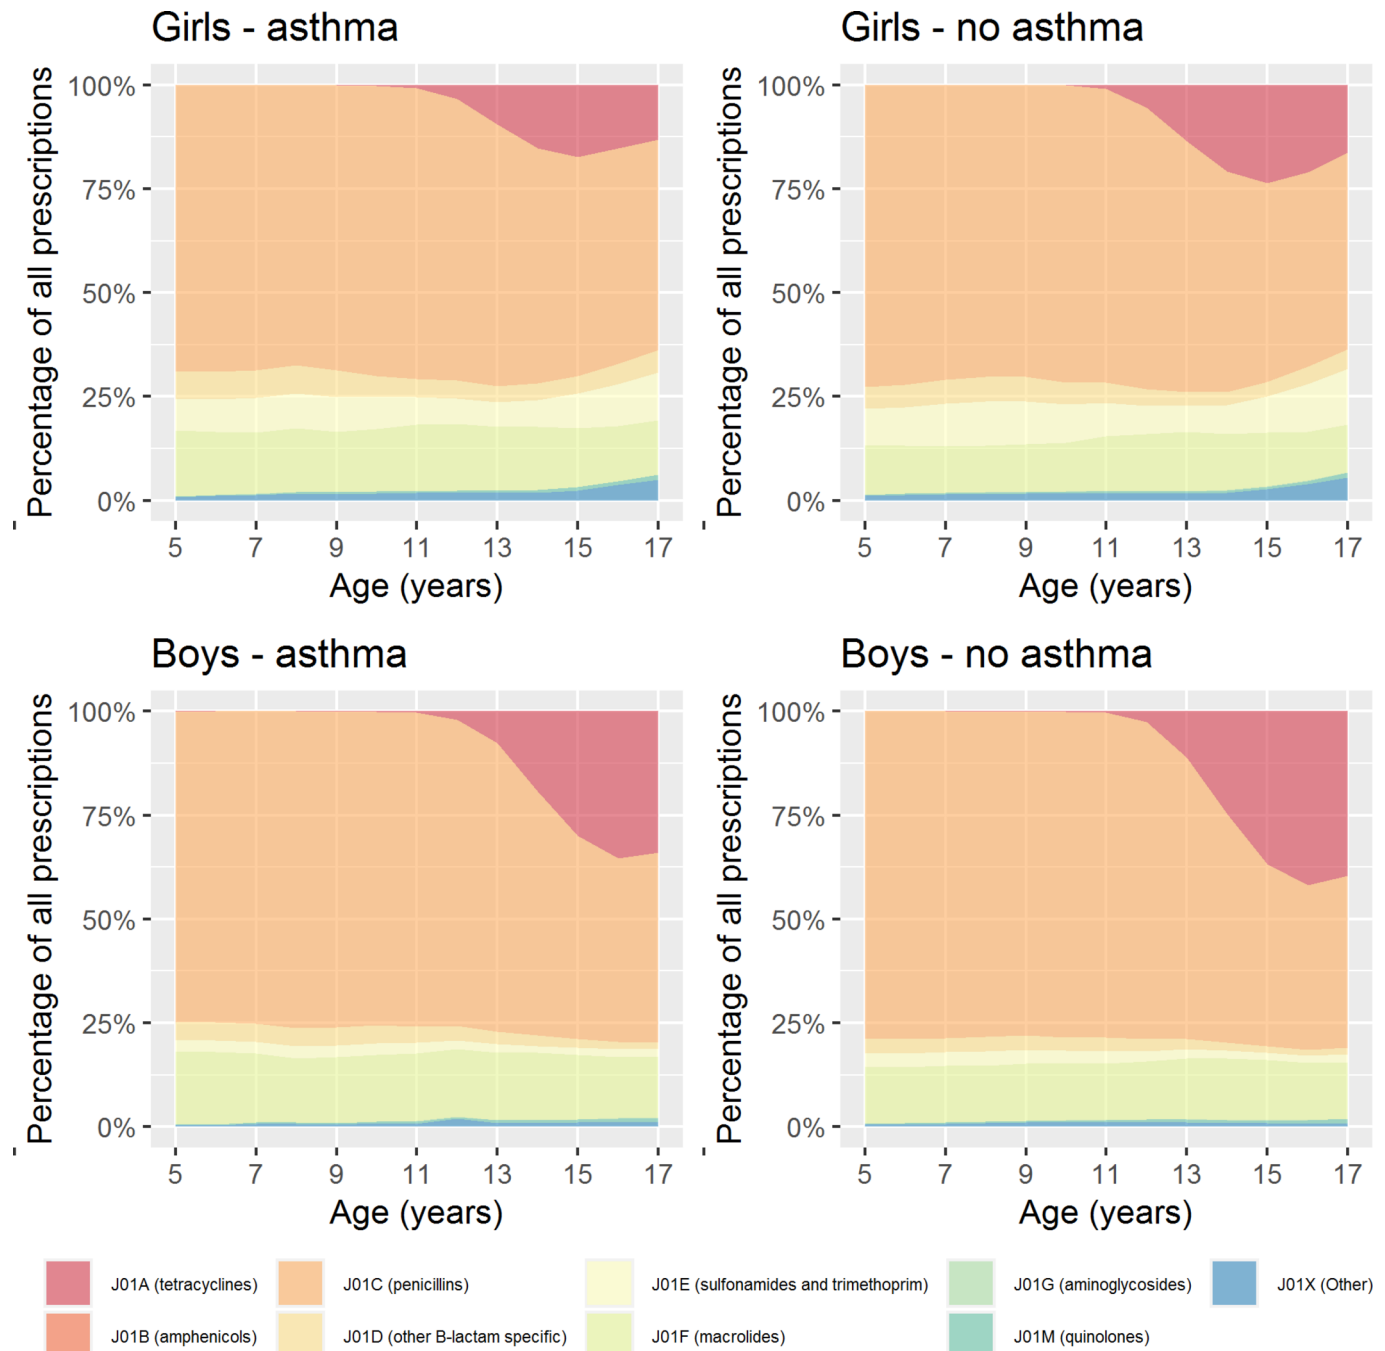 Girls - asthma
Girls - no asthma
Percentage of all prescriptions
100%
75%
50%
25%
0%
5 7 9 11 13 15 17
Age (years)
Percentage of all prescriptions
100%
75%
50%
25%
0%
5 7 9 11 13 15 17
Age (years)
Boys - asthma
Boys - no asthma
Percentage of all prescriptions
100%
75%
50%
25%
0%
5 7 9 11 13 15 17
Age (years)
Percentage of all prescriptions
100%
75%
50%
25%
0%
5 7 9 11 13 15 17
Age (years)
J01A (tetracyclines)
J01C (penicillins)
J01E (sulfonamides and trimethoprim)
J01G (aminoglycosides)
J01X (Other)
J01B (amphenicols)
J01D (other B-lactam specific)
J01F (macrolides)
J01M (quinolones)